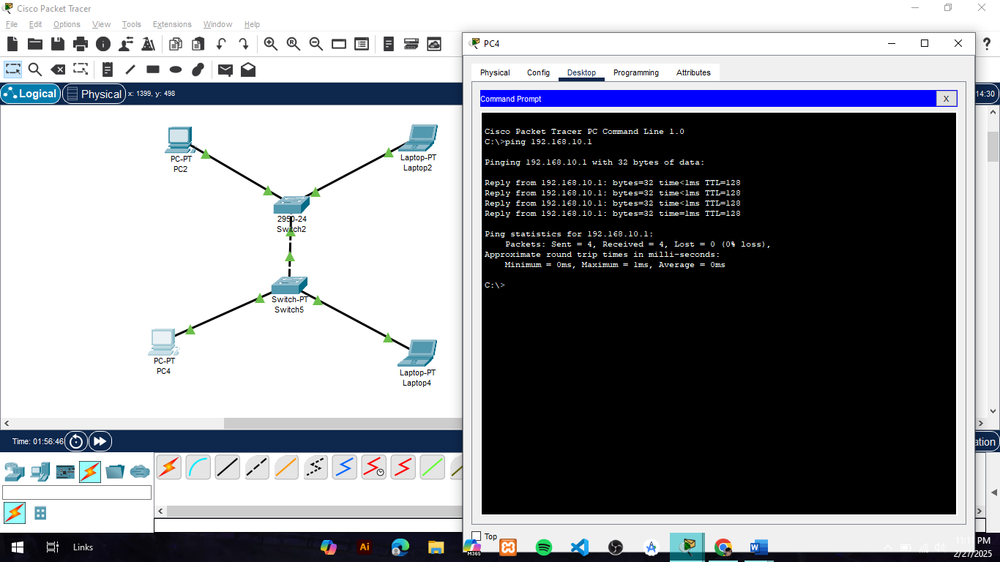 Cisco Packet Tracer
File Edit Options View Tools Extensions Window Help
?
Logical
Physical
x: 1399, y: 498
14:30
PC-PT
PC2
Laptop-PT
Laptop2
2950-24
Switch2
Switch-PT
Switch5
PC-PT
PC4
Laptop-PT
Laptop4
Time: 01:56:46
PC4
Physical Config Desktop Programming Attributes
Command Prompt
X
Cisco Packet Tracer PC Command Line 1.0
C:\>ping 192.168.10.1
Pinging 192.168.10.1 with 32 bytes of data:
Reply from 192.168.10.1: bytes=32 time<1ms TTL=128
Reply from 192.168.10.1: bytes=32 time<1ms TTL=128
Reply from 192.168.10.1: bytes=32 time<1ms TTL=128
Reply from 192.168.10.1: bytes=32 time=1ms TTL=128
Ping statistics for 192.168.10.1:
Packets: Sent = 4, Received = 4, Lost = 0 (0% loss),
Approximate round trip times in milli-seconds:
Minimum = 0ms, Maximum = 1ms, Average = 0ms
C:\>
Top
ation
Links
Ai
M365
W
11:11 PM
2/27/2025